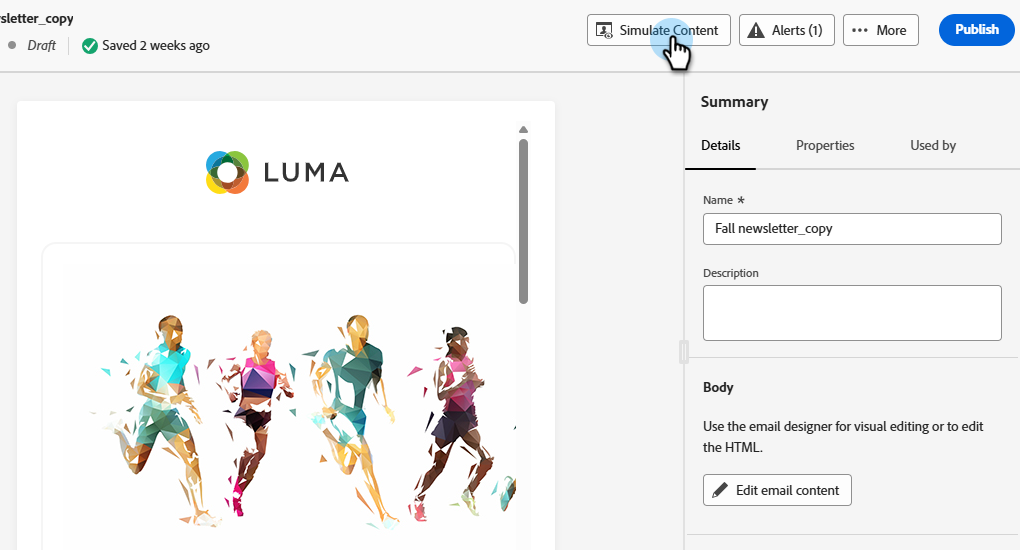 sletter_copy
Draft
Saved 2 weeks ago
Simulate Content
Alerts (1)
More
Publish
LUMA
Summary
Details
Properties
Used by
Name *
Fall newsletter_copy
Description
Body
Use the email designer for visual editing or to edit
the HTML.
Edit email content